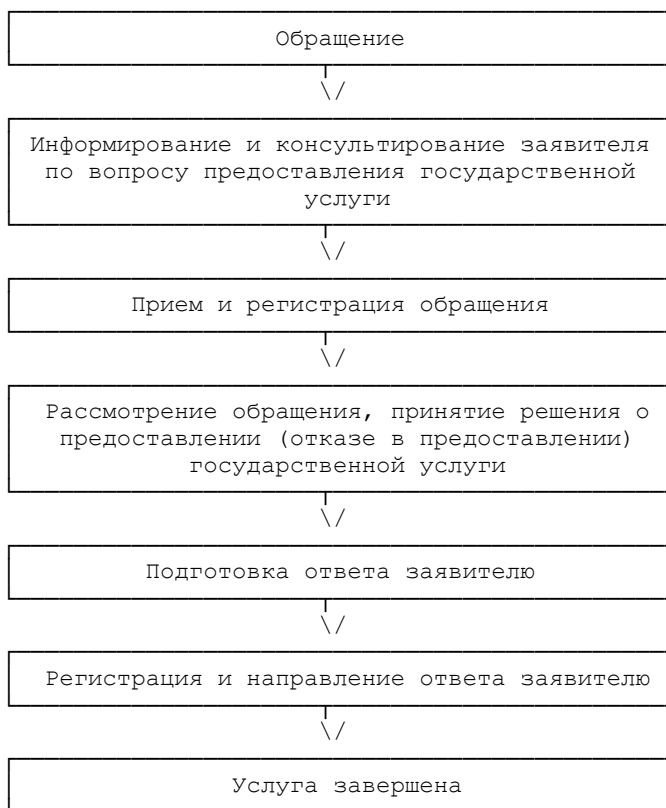 Обращение
\/
Информирование и консультирование заявителя
по вопросу предоставления государственной
услуги
\/
Прием и регистрация обращения
\/
Рассмотрение обращения, принятие решения о
предоставлении (отказе в предоставлении)
государственной услуги
\/
Подготовка ответа заявителю
\/
Регистрация и направление ответа заявителю
\/
Услуга завершена